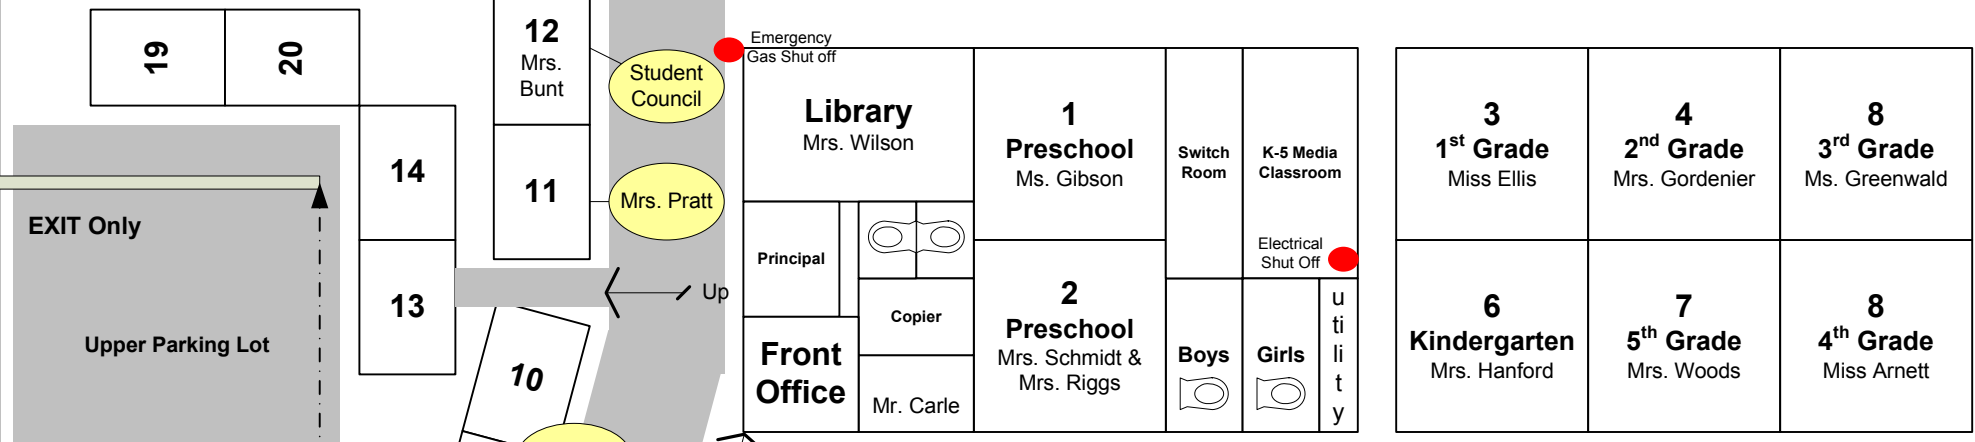 19
20
14
13
EXIT Only
Upper Parking Lot
12
Mrs.
Bunt
11
10
Student
Council
Mrs. Pratt
Up
Emergency
Gas Shut off
Library
Mrs. Wilson
Principal
Front
Office
Copier
Mr. Carle
1
Preschool
Ms. Gibson
2
Preschool
Mrs. Schmidt &
Mrs. Riggs
Switch
Room
K-5 Media
Classroom
Electrical
Shut Off
Boys
Girls
u
ti
li
t
y
3
1st Grade
Miss Ellis
4
2nd Grade
Mrs. Gordenier
8
3rd Grade
Ms. Greenwald
6
Kindergarten
Mrs. Hanford
7
5th Grade
Mrs. Woods
8
4th Grade
Miss Arnett